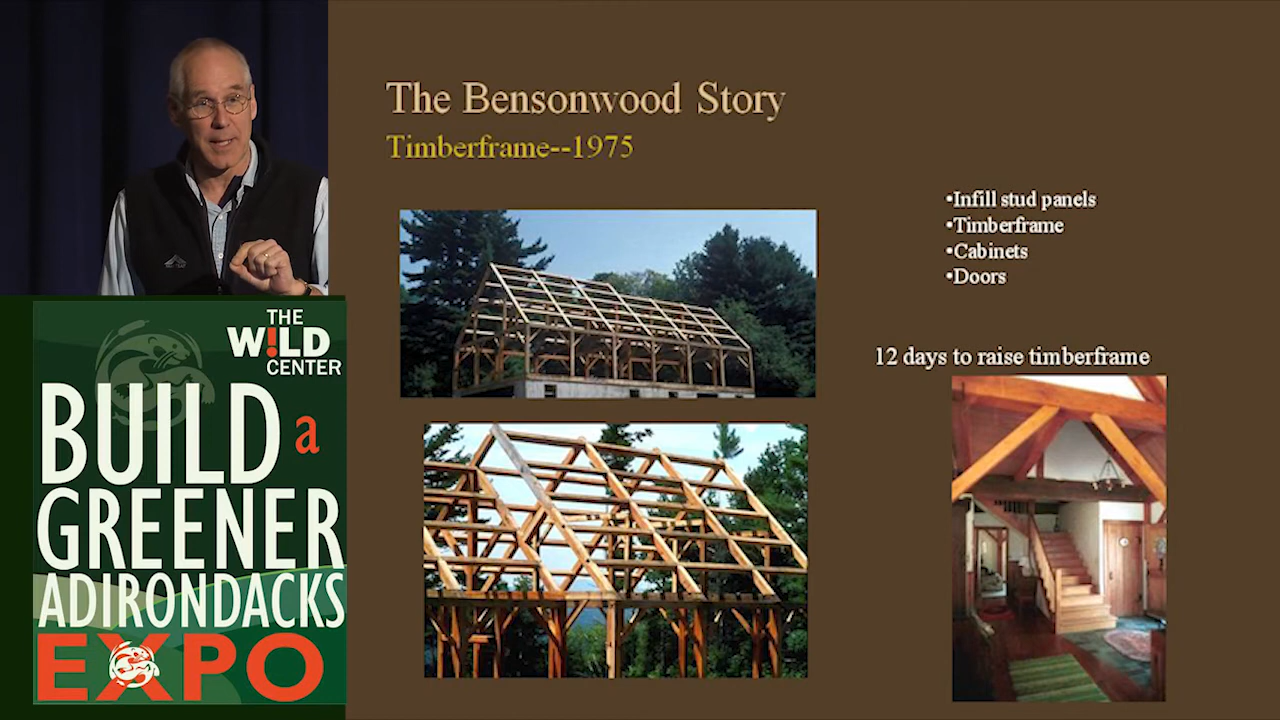 The Bensonwood Story
Timberframe--1975
•Infill stud panels
•Timberframe
•Cabinets
•Doors
12 days to raise timberframe
THE
W!LD
CENTER
BUILD a
GREENER
ADIRONDACKS
EXPO